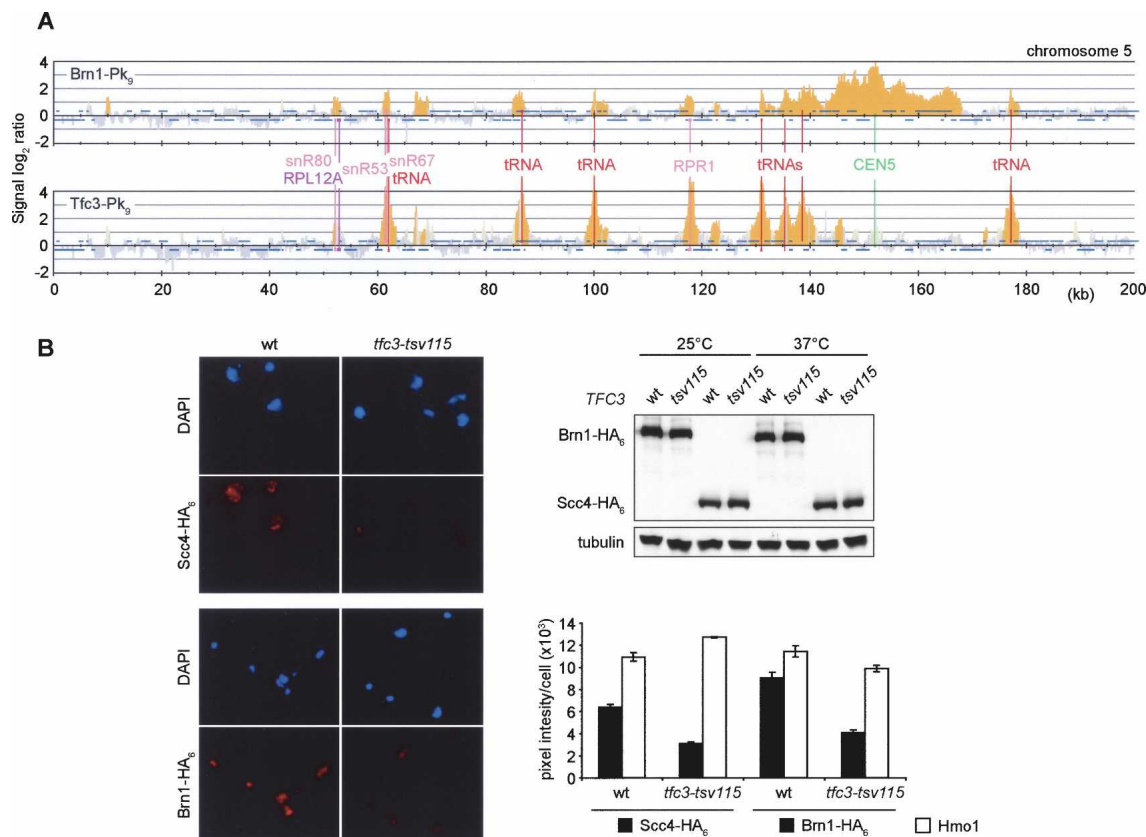 A
chromosome 5
Brn1-Pk9
Signal log2 ratio
4
2
0
-2
snR80 snR53 snR67
RPL12A tRNA tRNA tRNA RPR1 tRNAs CEN5 tRNA
Tfc3-Pk9
4
2
0
-2
0 20 40 60 80 100 120 140 160 180 (kb) 200
B
wt tfc3-tsv115
DAPI
Scc4-HA6
DAPI
Brn1-HA6
25°C 37°C
TFC3 wt tsv115 wt tsv115 wt tsv115 wt tsv115
Brn1-HA6
Scc4-HA6
tubulin
pixel intesity/cell (x10³)
14
12
10
8
6
4
2
0
wt tfc3-tsv115 wt tfc3-tsv115
Scc4-HA6 Brn1-HA6 Hmo1